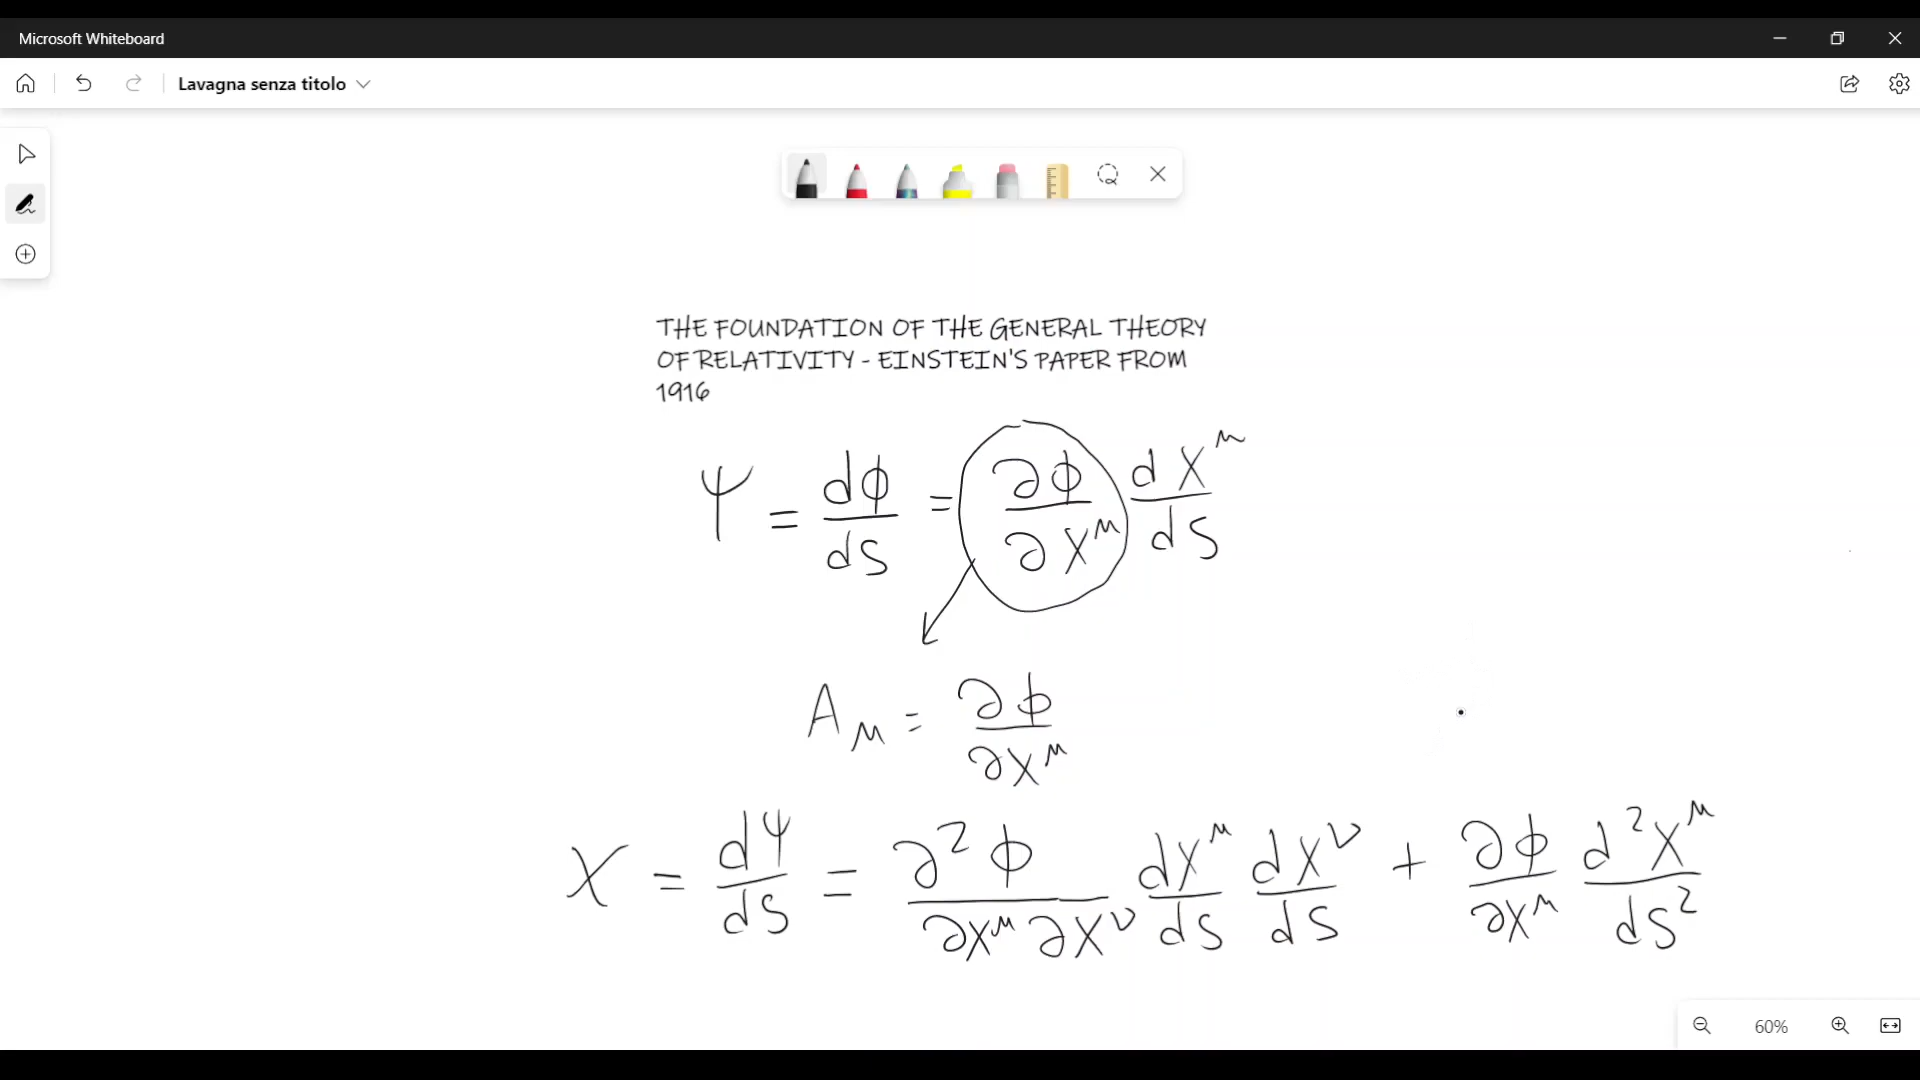 Microsoft Whiteboard
Lavagna senza titolo
THE FOUNDATION OF THE GENERAL THEORY
OF RELATIVITY - EINSTEIN'S PAPER FROM
1916
ψ = dϕ/ds = ∂ϕ/∂x^μ dx^μ/ds
A_μ = ∂ϕ/∂x^μ
χ = dψ/ds = ∂²ϕ/∂x^μ∂x^ν dx^μ/ds dx^ν/ds + ∂ϕ/∂x^μ d²x^μ/ds²
60%